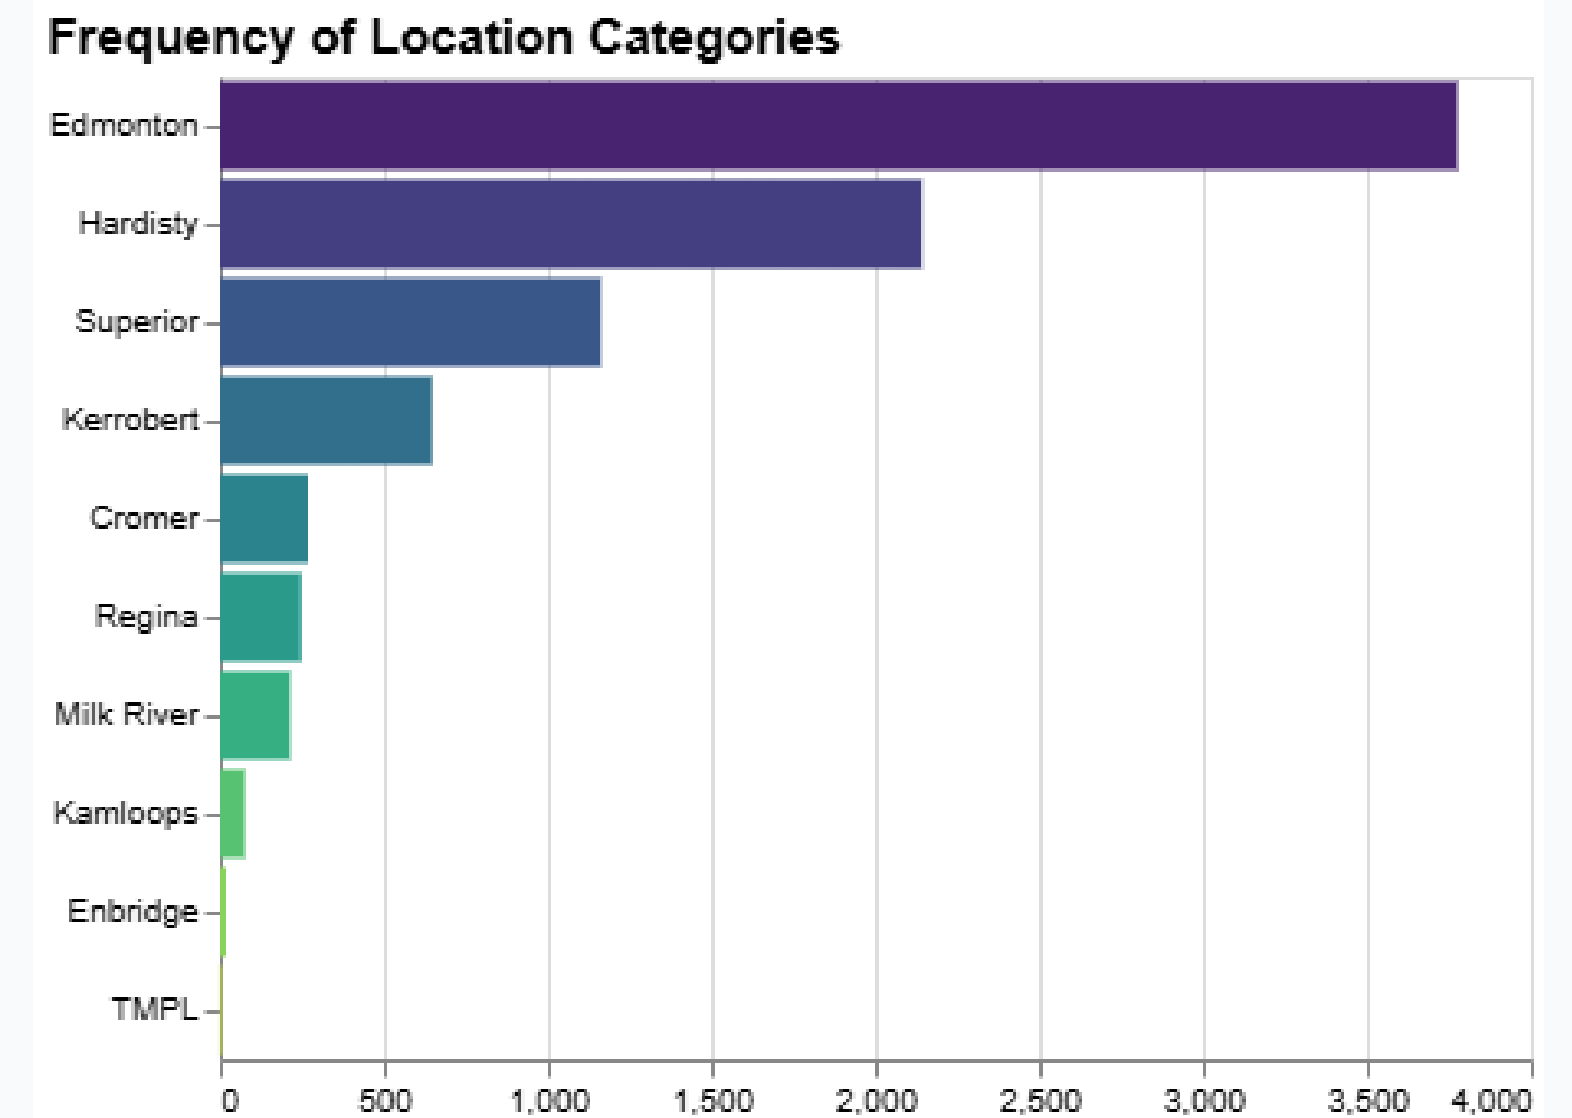 Frequency of Location Categories
Edmonton
Hardisty
Superior
Kerrobert
Cromer
Regina
Milk River
Kamloops
Enbridge
TMPL
0 500 1,000 1,500 2,000 2,500 3,000 3,500 4,000